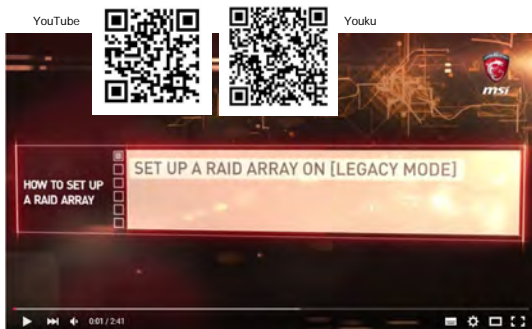 YouTube
Youku
msi
SET UP A RAID ARRAY ON [LEGACY MODE]
HOW TO SET UP
A RAID ARRAY
0:01 / 2:41